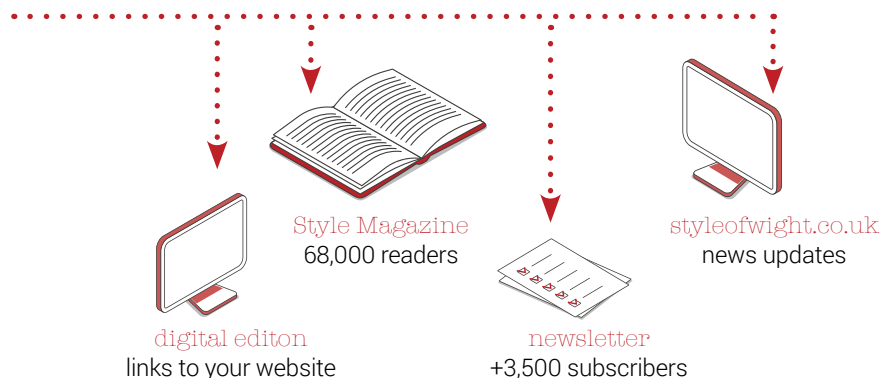 Style Magazine
68,000 readers
styleofwight.co.uk
news updates
digital editon
links to your website
newsletter
+3,500 subscribers